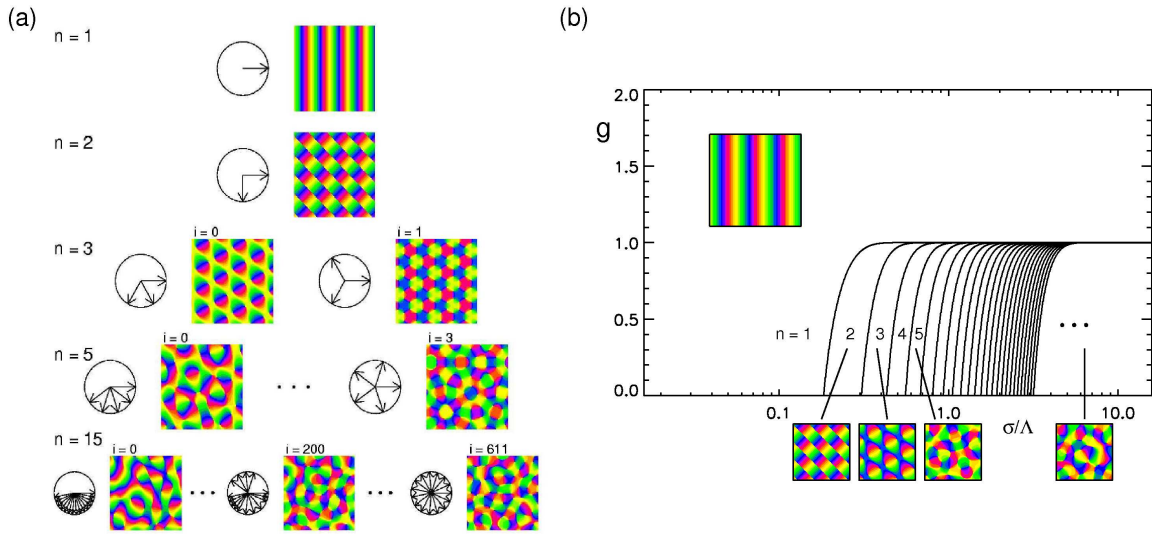 (a)
n = 1
n = 2
n = 3
i = 0
i = 1
n = 5
i = 0
. . .
i = 3
n = 15
i = 0
...
i = 200
...
i = 611
(b)
2.0
g
1.5
1.0
0.5
0.0
n = 1
2
3
4
5
. . .
0.1
1.0
σ/Λ
10.0